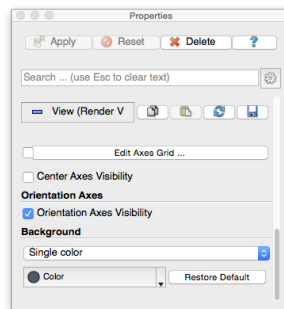 Properties
Apply Reset Delete ?
Search ... (use Esc to clear text)
View (Render V
Edit Axes Grid ...
Center Axes Visibility
Orientation Axes
Orientation Axes Visibility
Background
Single color
Color Restore Default